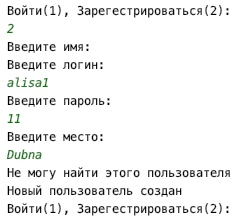 Войти(1), Зарегестрироваться(2):
2
Введите имя:
Введите логин:
alisa1
Введите пароль:
11
Введите место:
Dubna
Не могу найти этого пользователя
Новый пользователь создан
Войти(1), Зарегестрироваться(2):